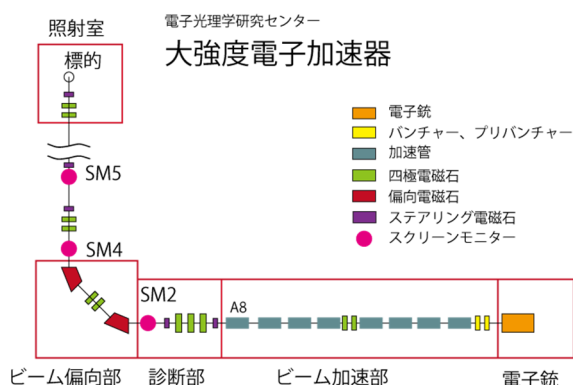 照射室
電子光理学研究センター
大強度電子加速器
標的
電子銃
バンチャー、プリバンチャー
加速管
四極電磁石
偏向電磁石
ステアリング電磁石
スクリーンモニター
SM5
SM4
SM2
A8
ビーム偏向部
診断部
ビーム加速部
電子銃